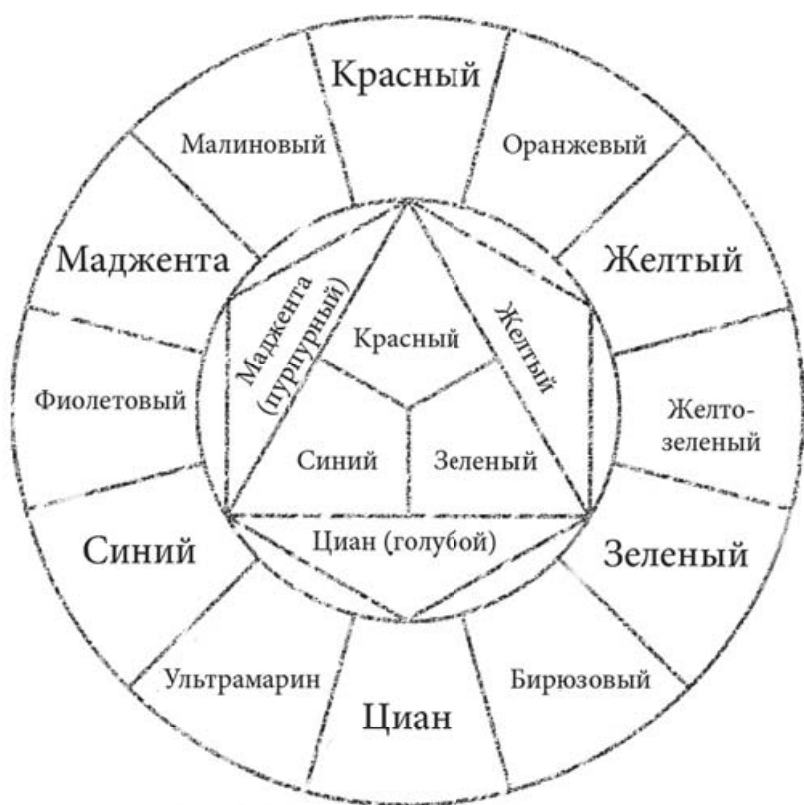 Красный
Малиновый
Оранжевый
Маджента
Желтый
Маджента
(пурпурный)
Желтый
Красный
Фиолетовый
Желто-
зеленый
Синий
Зеленый
Циан (голубой)
Синий
Зеленый
Ультрамарин
Бирюзовый
Циан